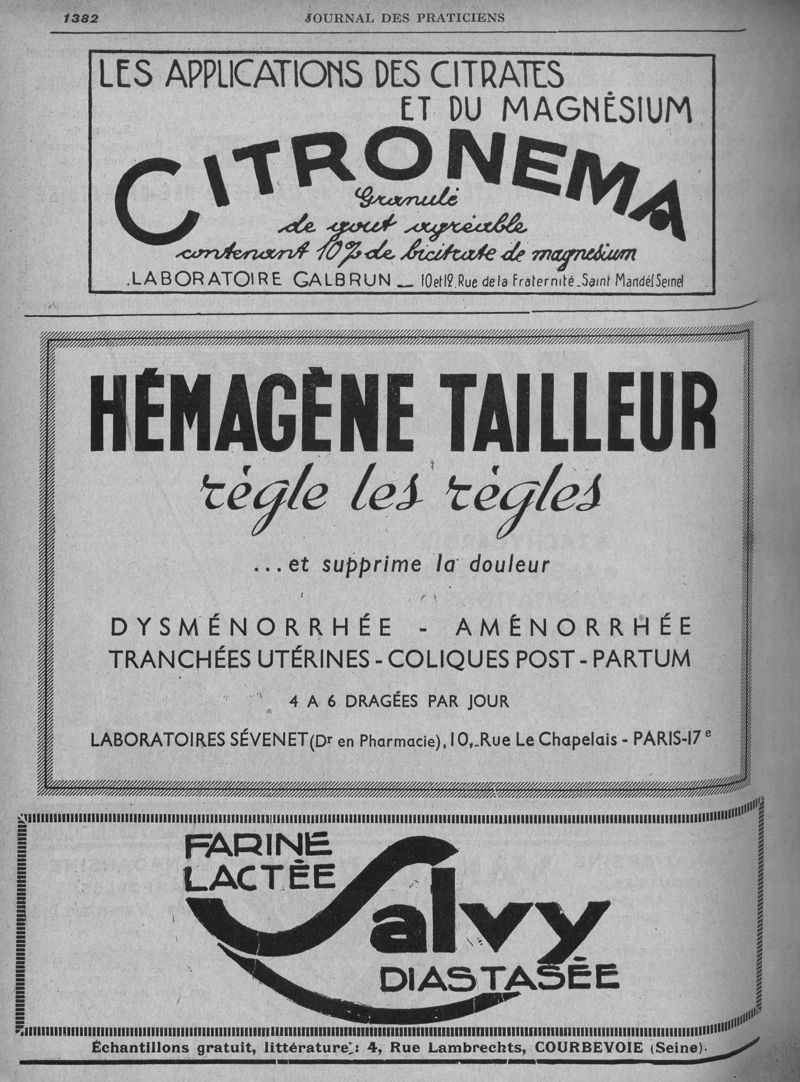 1382 JOURNAL DES PRATICIENS
LES APPLICATIONS DES CITRATES
ET DU MAGNÉSIUM
CITRONEMA
Granulé
de gout agréable
contenant 10% de bicitrate de magnesium
LABORATOIRE GALBRUN _ 10 et 12. Rue de la Fraternité _ Saint Mandé (Seine)
HÉMAGÈNE TAILLEUR
règle les règles
...et supprime la douleur
DYSMÉNORRHÉE - AMÉNORRHÉE
TRANCHÉES UTÉRINES - COLIQUES POST - PARTUM
4 A 6 DRAGÉES PAR JOUR
LABORATOIRES SÉVENET (Dr en Pharmacie), 10, Rue Le Chapelais - PARIS-17e
FARINE
LACTÉE
Salvy
DIASTASÉE
Échantillons gratuit, littérature : 4, Rue Lambrechts, COURBEVOIE (Seine).